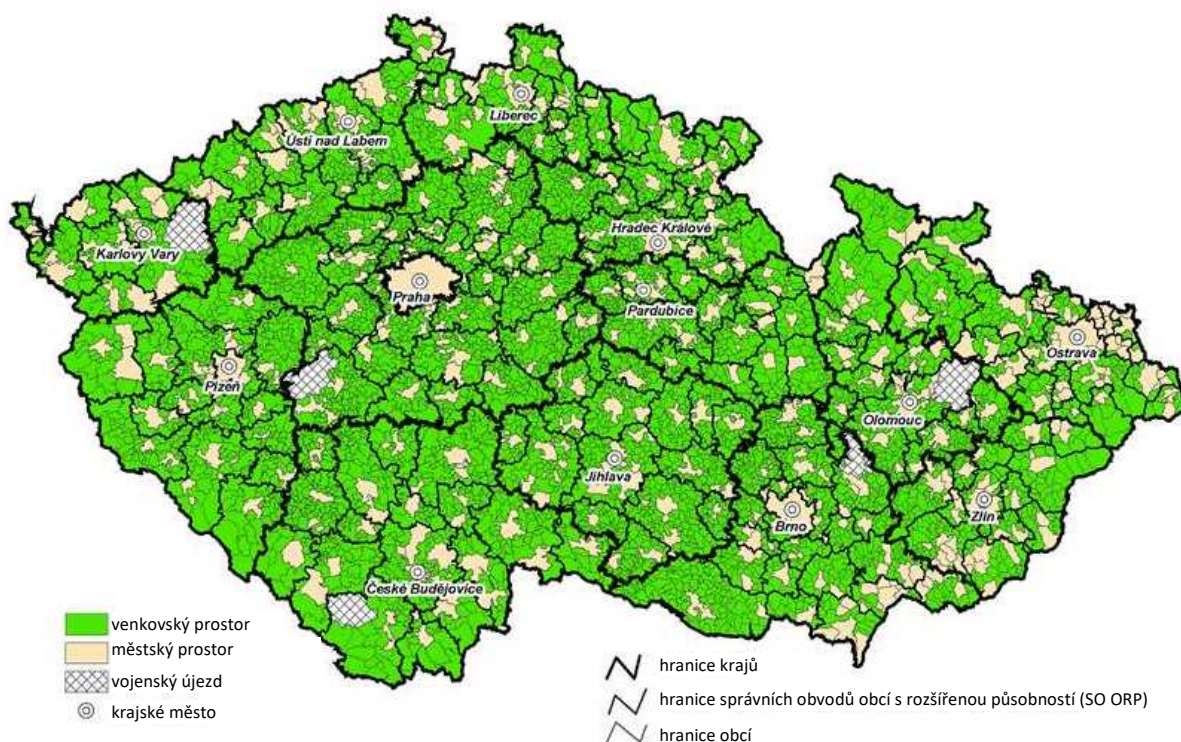 Liberec
Ústí nad Labem
Karlovy Vary
Hradec Králové
Praha
Pardubice
Ostrava
Plzeň
Olomouc
Jihlava
Brno
Zlín
České Budějovice
venkovský prostor
městský prostor
vojenský újezd
krajské město
hranice krajů
hranice správních obvodů obcí s rozšířenou působností (SO ORP)
hranice obcí